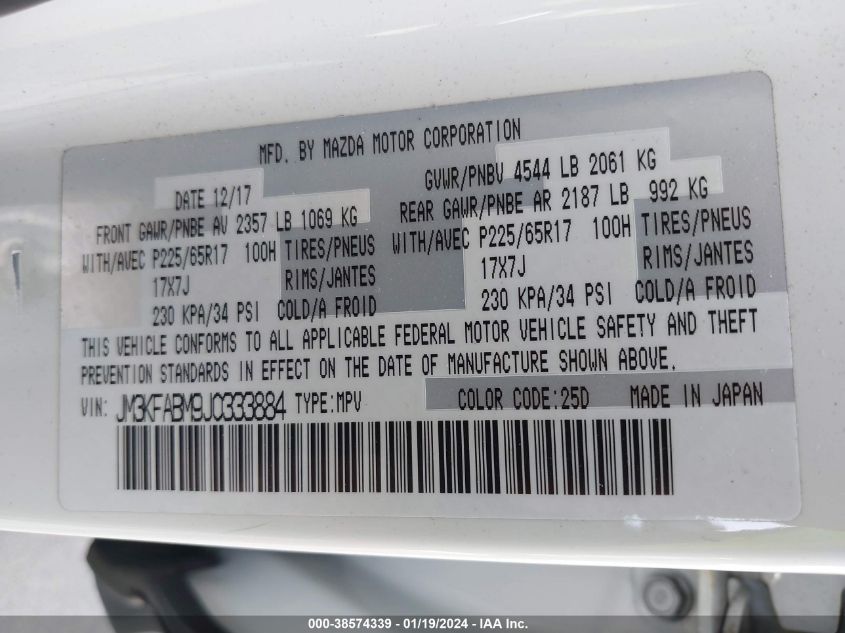 MFD. BY MAZDA MOTOR CORPORATION
DATE 12/17 GVWR/PNBV 4544 LB 2061 KG
FRONT GAWR/PNBE AV 2357 LB 1069 KG REAR GAWR/PNBE AR 2187 LB 992 KG
WITH/AVEC P225/65R17 100H TIRES/PNEUS WITH/AVEC P225/65R17 100H TIRES/PNEUS
17X7J RIMS/JANTES 17X7J RIMS/JANTES
230 KPA/34 PSI COLD/A FROID 230 KPA/34 PSI COLD/A FROID
THIS VEHICLE CONFORMS TO ALL APPLICABLE FEDERAL MOTOR VEHICLE SAFETY AND THEFT
PREVENTION STANDARDS IN EFFECT ON THE DATE OF MANUFACTURE SHOWN ABOVE.
VIN: JM3KFABM9J0333884 TYPE:MPV COLOR CODE:25D MADE IN JAPAN
000-38574339 - 01/19/2024 - IAA Inc.